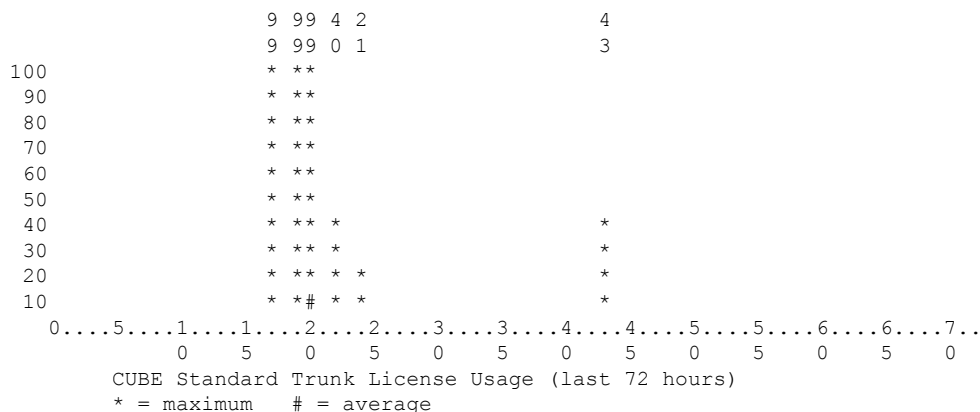 9 99 4 2                  4
                     9 99 0 1                  3
 100                 * **
  90                 * **
  80                 * **
  70                 * **
  60                 * **
  50                 * **
  40                 * ** *                    *
  30                 * ** *                    *
  20                 * ** * *                  *
  10                 * *# * *                  *
    0....5....1....1....2....2....3....3....4....4....5....5....6....6....7..
              0    5    0    5    0    5    0    5    0    5    0    5    0
         CUBE Standard Trunk License Usage (last 72 hours)
         * = maximum   # = average